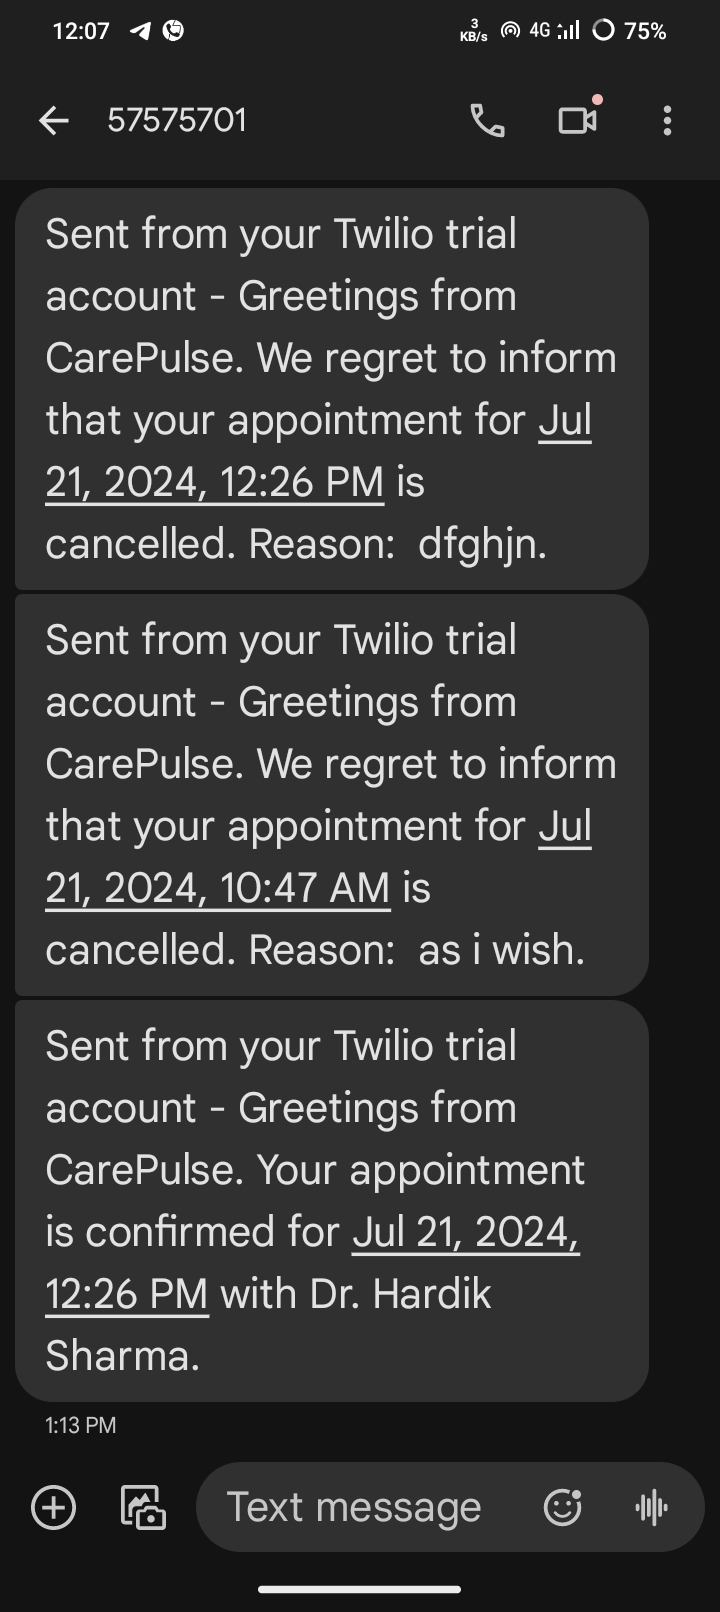 12:07
3
KB/s
4G
75%
57575701
Sent from your Twilio trial
account - Greetings from
CarePulse. We regret to inform
that your appointment for Jul
21, 2024, 12:26 PM is
cancelled. Reason:  dfghjn.
Sent from your Twilio trial
account - Greetings from
CarePulse. We regret to inform
that your appointment for Jul
21, 2024, 10:47 AM is
cancelled. Reason:  as i wish.
Sent from your Twilio trial
account - Greetings from
CarePulse. Your appointment
is confirmed for Jul 21, 2024,
12:26 PM with Dr. Hardik
Sharma.
1:13 PM
Text message